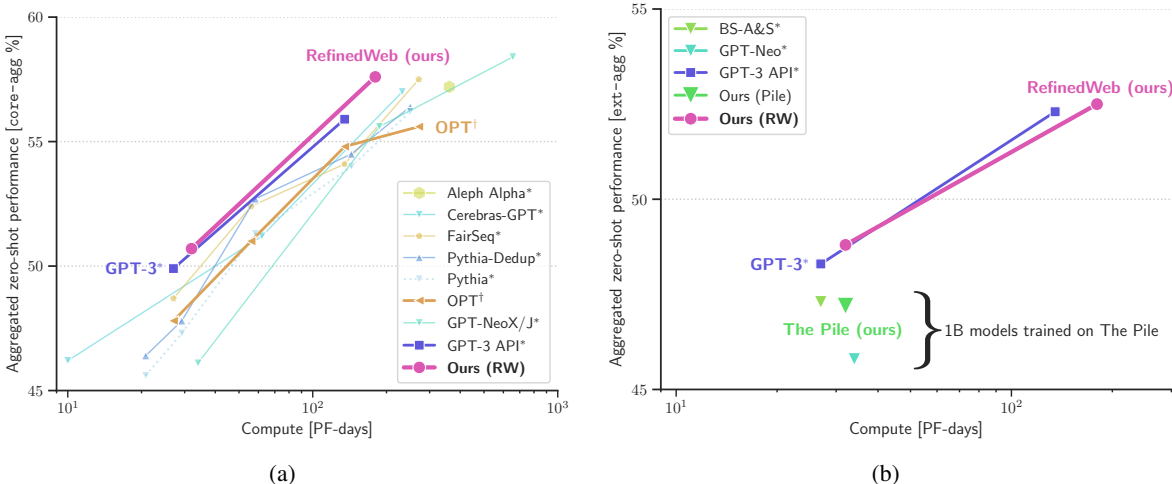 Aggregated zero-shot performance [core-agg %]
60
55
50
45
RefinedWeb (ours)
OPT†
GPT-3*
Aleph Alpha*
Cerebras-GPT*
FairSeq*
Pythia-Dedup*
Pythia*
OPT†
GPT-NeoX/J*
GPT-3 API*
Ours (RW)
10¹ 10² 10³
Compute [PF-days]
(a)
Aggregated zero-shot performance [ext-agg %]
55
50
45
BS-A&S*
GPT-Neo*
GPT-3 API*
Ours (Pile)
Ours (RW)
RefinedWeb (ours)
GPT-3*
The Pile (ours)
1B models trained on The Pile
10¹ 10²
Compute [PF-days]
(b)